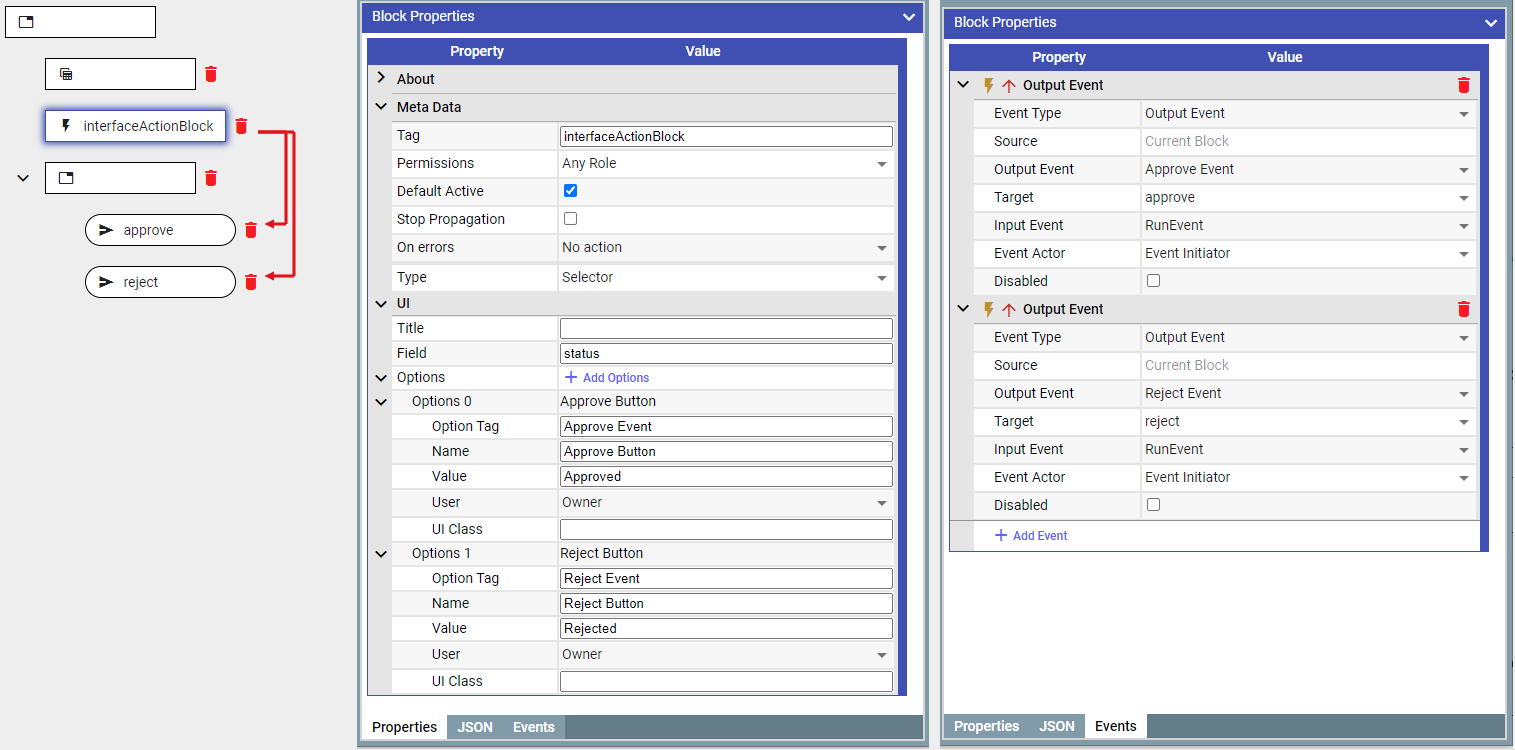 interfaceActionBlock
approve
reject
Block Properties
Property Value
About
Meta Data
Tag interfaceActionBlock
Permissions Any Role
Default Active
Stop Propagation
On errors No action
Type Selector
UI
Title
Field status
Options Add Options
Options 0 Approve Button
Option Tag Approve Event
Name Approve Button
Value Approved
User Owner
UI Class
Options 1 Reject Button
Option Tag Reject Event
Name Reject Button
Value Rejected
User Owner
UI Class
Properties JSON Events
Block Properties
Property Value
Output Event
Event Type Output Event
Source Current Block
Output Event Approve Event
Target approve
Input Event RunEvent
Event Actor Event Initiator
Disabled
Output Event
Event Type Output Event
Source Current Block
Output Event Reject Event
Target reject
Input Event RunEvent
Event Actor Event Initiator
Disabled
Add Event
Properties JSON Events